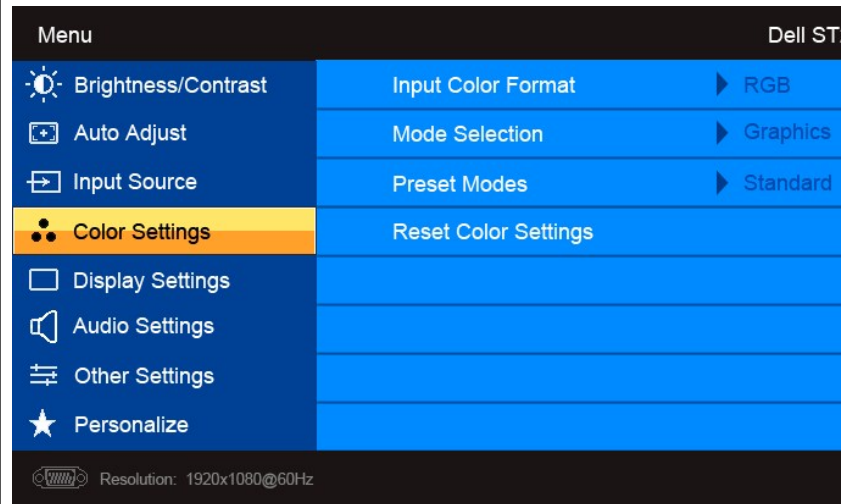 Menu Dell ST
Brightness/Contrast Input Color Format RGB
Auto Adjust Mode Selection Graphics
Input Source Preset Modes Standard
Color Settings Reset Color Settings
Display Settings
Audio Settings
Other Settings
Personalize
Resolution: 1920x1080@60Hz